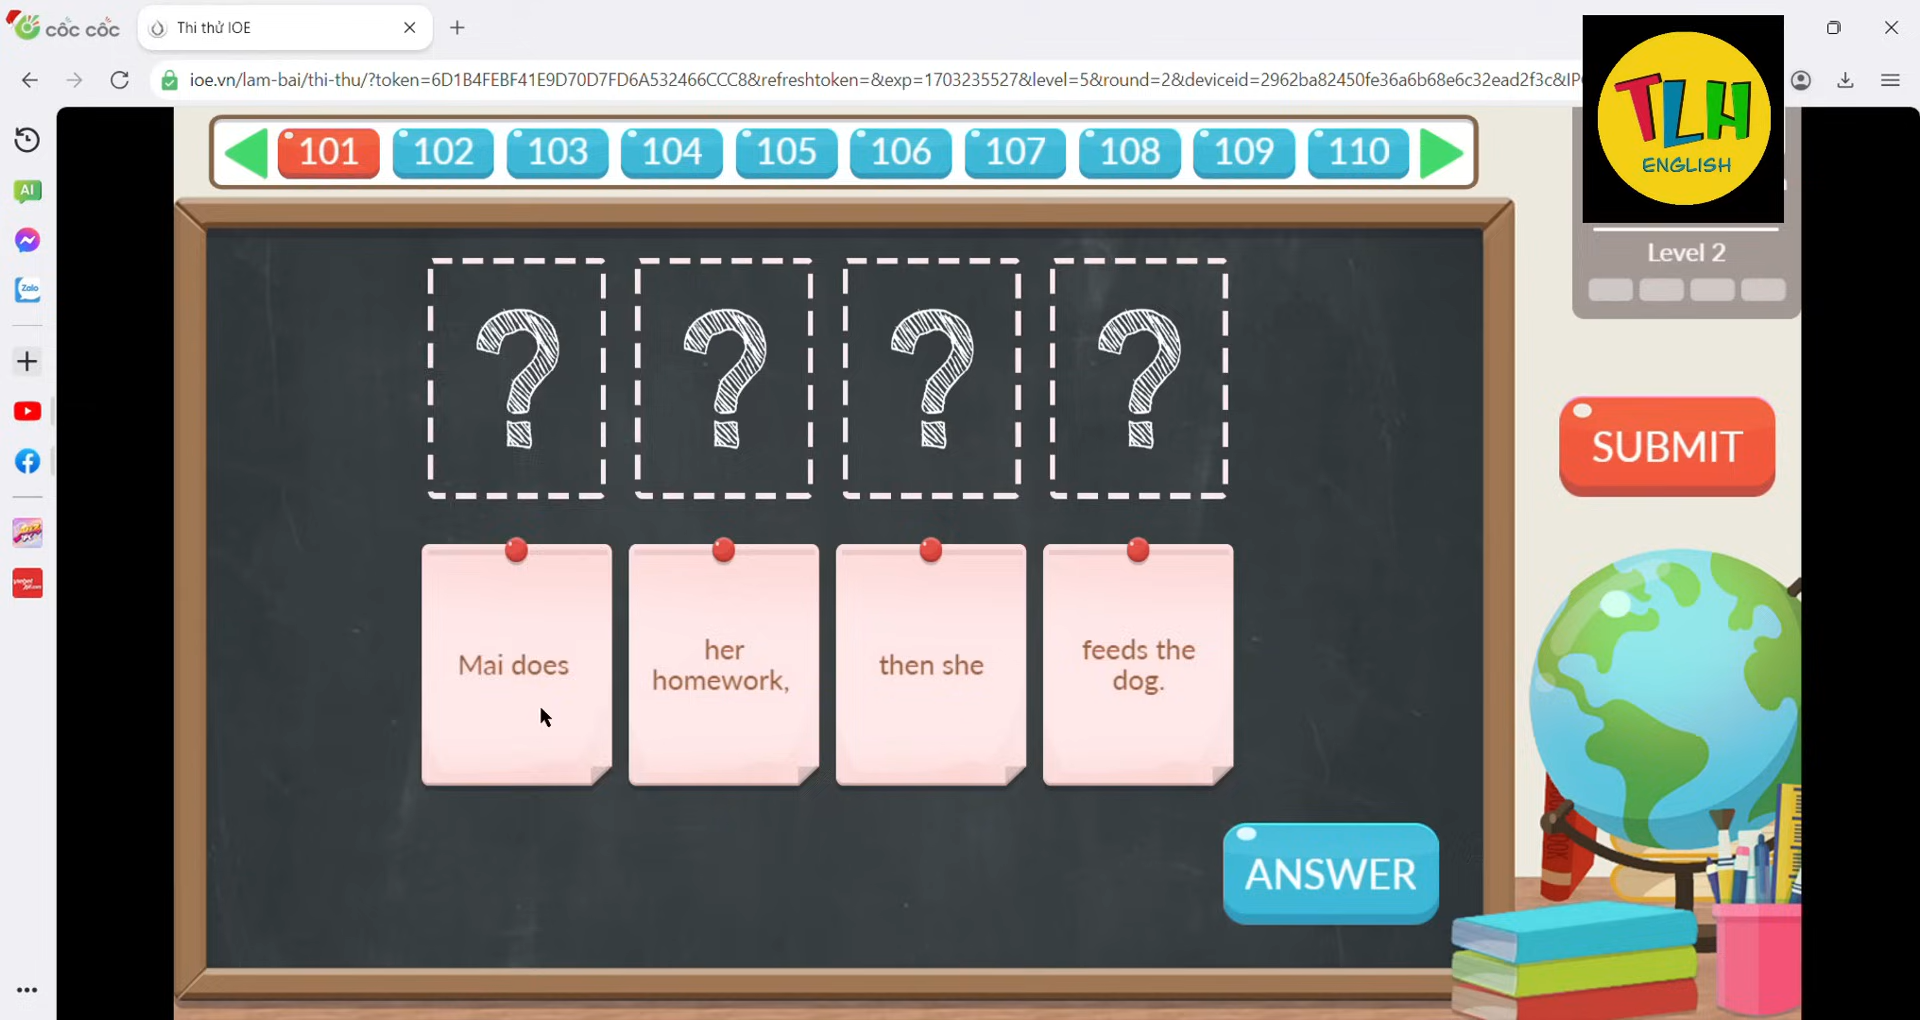 cốc cốc
Thi thử IOE
ioe.vn/lam-bai/thi-thu/?token=6D1B4FEBF41E9D70D7FD6A532466CCC8&refreshtoken=&exp=1703235527&level=5&round=2&deviceid=2962ba82450fe36a6b68e6c32ead2f3c&IP
TLH
ENGLISH
AI
Zalo
101 102 103 104 105 106 107 108 109 110
Level 2
? ? ? ?
SUBMIT
Mai does
her
homework,
then she
feeds the
dog.
ANSWER